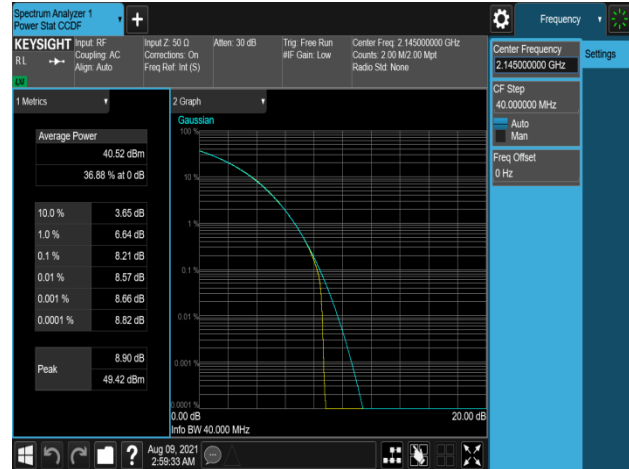 Spectrum Analyzer 1
Power Stat CCDF
Frequency
KEYSIGHT
RL
LW
Input: RF
Coupling: AC
Align: Auto
Input Z: 50 Ω
Corrections: On
Freq Ref: Int (S)
Atten: 30 dB
Trig: Free Run
#IF Gain: Low
Center Freq: 2.145000000 GHz
Counts: 2.00 M/2.00 Mpt
Radio Std: None
Center Frequency
2.145000000 GHz
Settings
CF Step
40.000000 MHz
Auto
Man
Freq Offset
0 Hz
1 Metrics
Average Power
40.52 dBm
36.88 % at 0 dB
10.0 % 3.65 dB
1.0 % 6.64 dB
0.1 % 8.21 dB
0.01 % 8.57 dB
0.001 % 8.66 dB
0.0001 % 8.82 dB
Peak
8.90 dB
49.42 dBm
2 Graph
Gaussian
100 %
10 %
1 %
0.1 %
0.01 %
0.001 %
0.0001 %
0.00 dB
20.00 dB
Info BW 40.000 MHz
Aug 09, 2021
2:59:33 AM